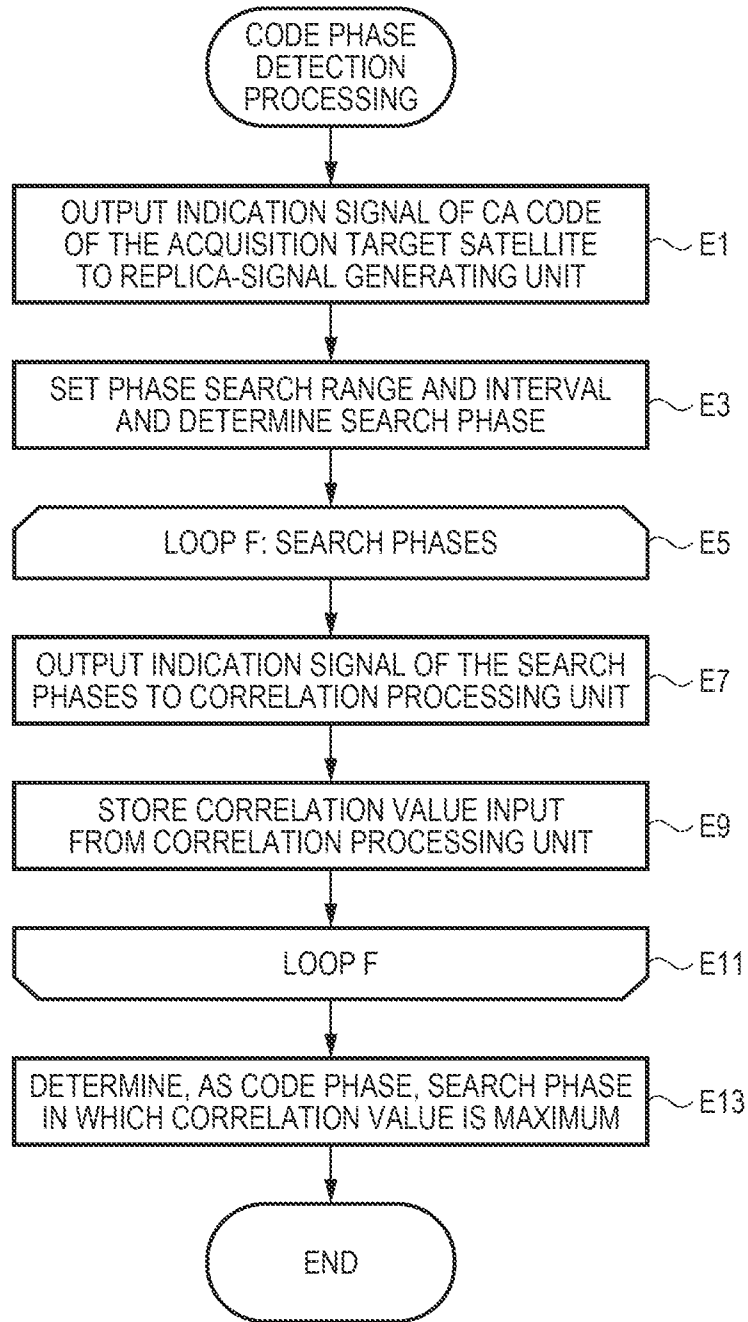 CODE PHASE
DETECTION
PROCESSING
OUTPUT INDICATION SIGNAL OF CA CODE
OF THE ACQUISITION TARGET SATELLITE
TO REPLICA-SIGNAL GENERATING UNIT
E1
SET PHASE SEARCH RANGE AND INTERVAL
AND DETERMINE SEARCH PHASE
E3
LOOP F: SEARCH PHASES
E5
OUTPUT INDICATION SIGNAL OF THE SEARCH
PHASES TO CORRELATION PROCESSING UNIT
E7
STORE CORRELATION VALUE INPUT
FROM CORRELATION PROCESSING UNIT
E9
LOOP F
E11
DETERMINE, AS CODE PHASE, SEARCH PHASE
IN WHICH CORRELATION VALUE IS MAXIMUM
E13
END